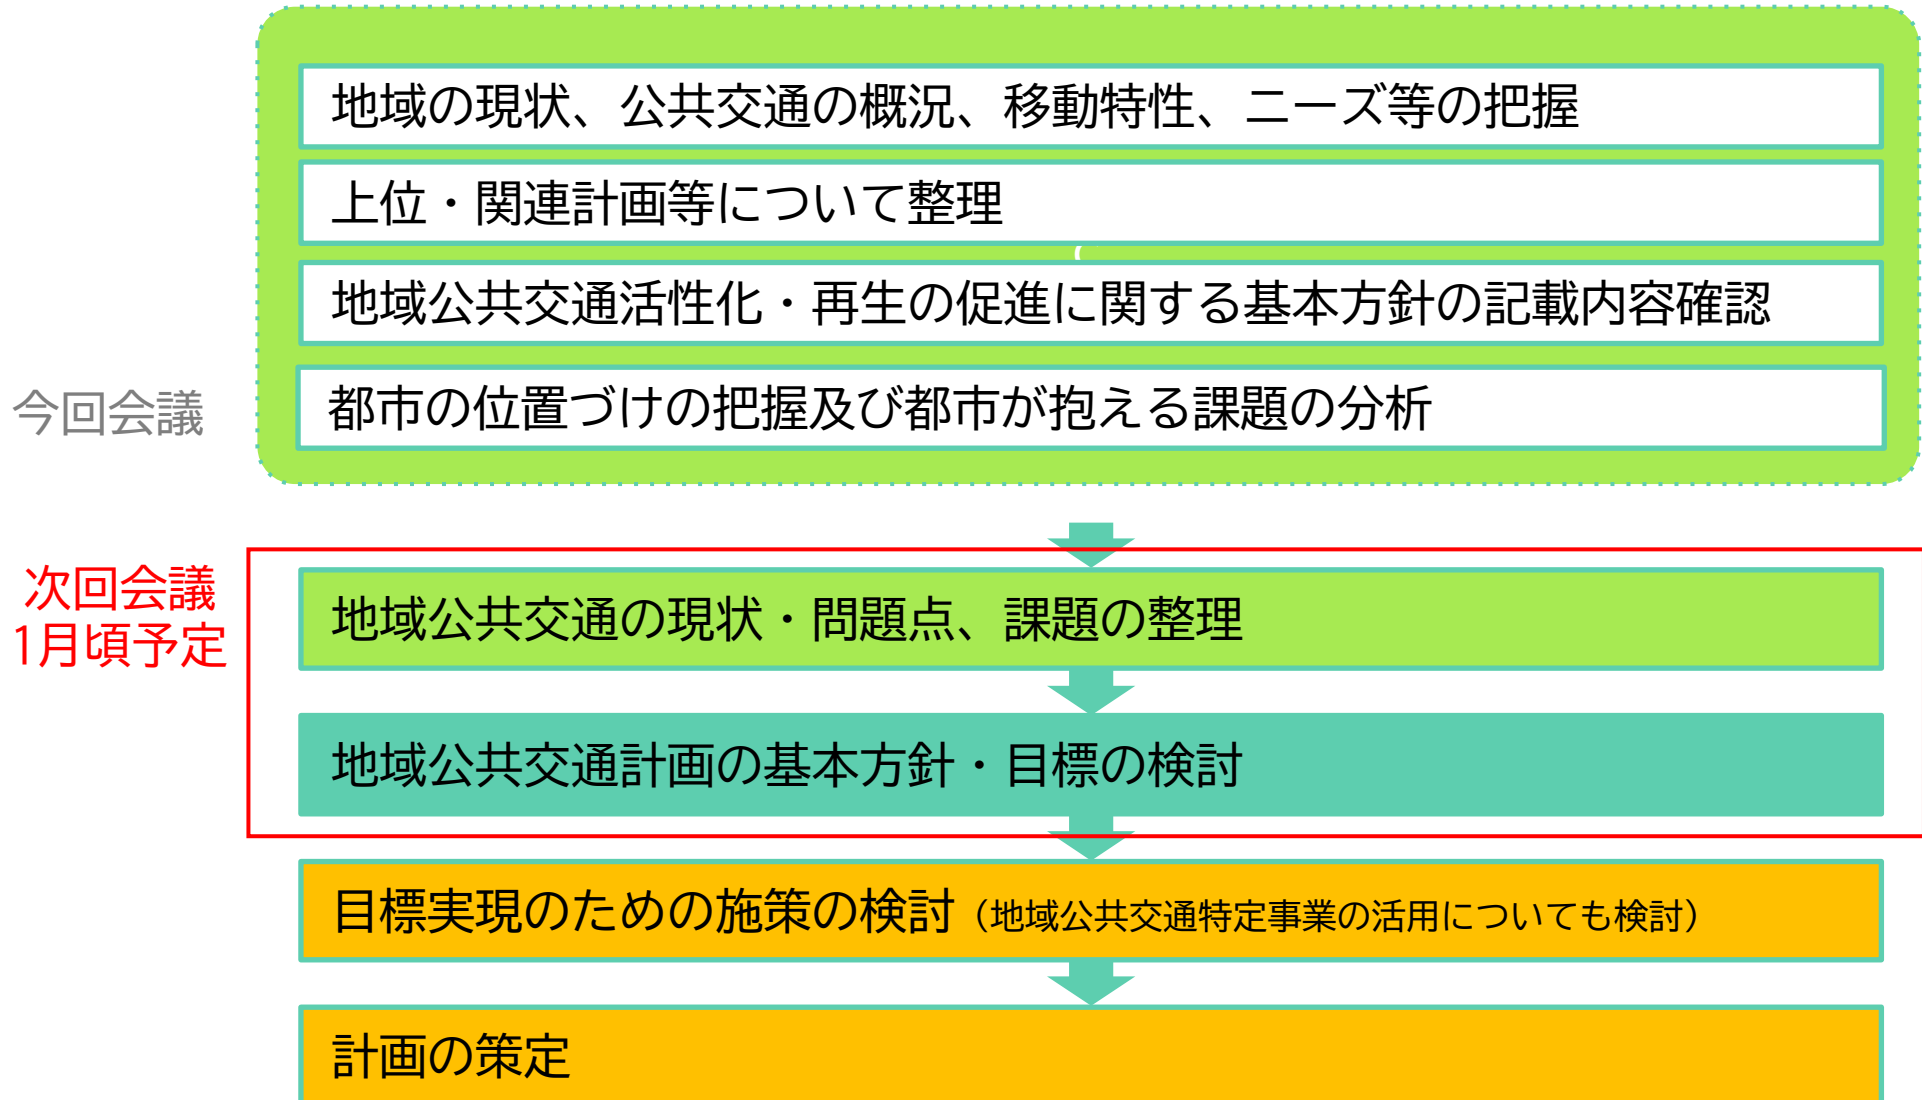 地域の現状、公共交通の概況、移動特性、ニーズ等の把握
上位・関連計画等について整理
地域公共交通活性化・再生の促進に関する基本方針の記載内容確認
今回会議
都市の位置づけの把握及び都市が抱える課題の分析
次回会議
1月頃予定
地域公共交通の現状・問題点、課題の整理
地域公共交通計画の基本方針・目標の検討
目標実現のための施策の検討（地域公共交通特定事業の活用についても検討）
計画の策定